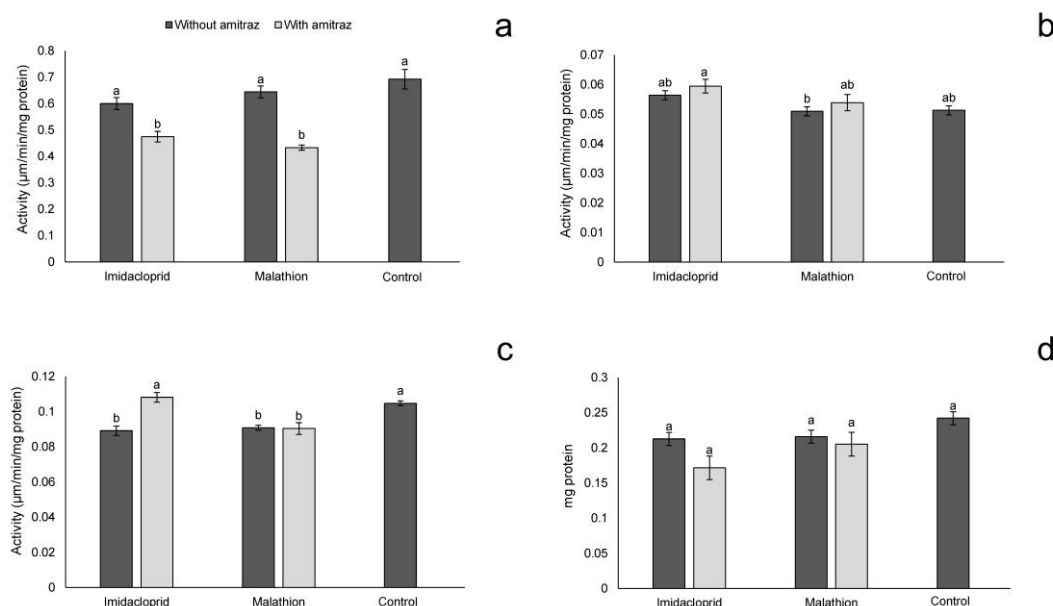 Without amitraz With amitraz
a
Activity (μm/min/mg protein)
0.8
0.7
0.6
0.5
0.4
0.3
0.2
0.1
0
a
b
a
b
a
Imidacloprid Malathion Control
b
Activity (μm/min/mg protein)
0.07
0.06
0.05
0.04
0.03
0.02
0.01
0
ab
a
b
ab
ab
Imidacloprid Malathion Control
c
Activity (μm/min/mg protein)
0.12
0.1
0.08
0.06
0.04
0.02
0
b
a
b
b
a
Imidacloprid Malathion Control
d
mg protein
0.3
0.25
0.2
0.15
0.1
0.05
0
a
a
a
a
a
Imidacloprid Malathion Control